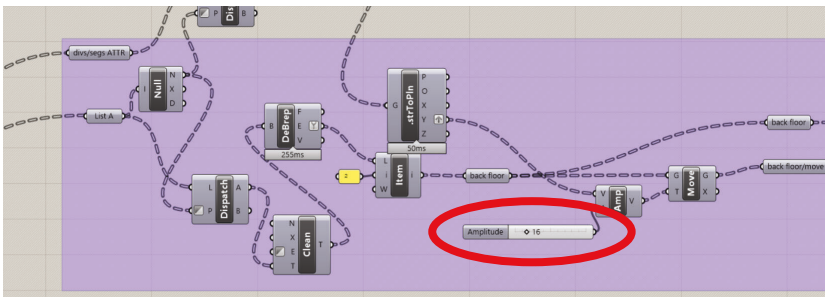 Dis
P B
divs/segs ATTR
I Null N X D
List A
L P Dispatch A B
B DeBrep F E V
255ms
N X E T Clean T
G .strToPln P O X Y Z
50ms
2
L i W Item i
back floor
Amplitude 16
V A Amp V
G T Move G X
back floor
back floor/move